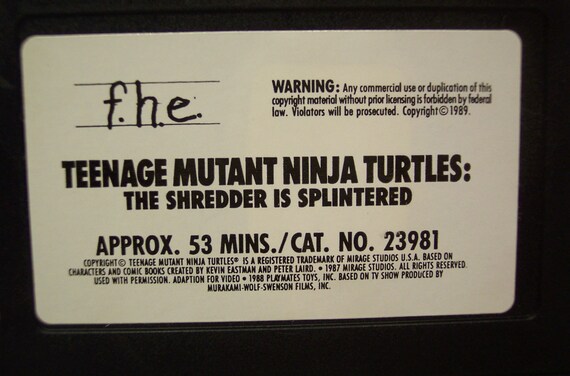 f.h.e.
WARNING: Any commercial use or duplication of this
copyright material without prior licensing is forbidden by federal
law. Violators will be prosecuted. Copyright © 1989.
TEENAGE MUTANT NINJA TURTLES:
THE SHREDDER IS SPLINTERED
APPROX. 53 MINS./CAT. NO. 23981
COPYRIGHT © TEENAGE MUTANT NINJA TURTLES® IS A REGISTERED TRADEMARK OF MIRAGE STUDIOS U.S.A. BASED ON
CHARACTERS AND COMIC BOOKS CREATED BY KEVIN EASTMAN AND PETER LAIRD. • 1987 MIRAGE STUDIOS. ALL RIGHTS RESERVED.
USED WITH PERMISSION. ADAPTION FOR VIDEO • 1988 PLAYMATES TOYS, INC. BASED ON TV SHOW PRODUCED BY
MURAKAMI-WOLF-SWENSON FILMS, INC.